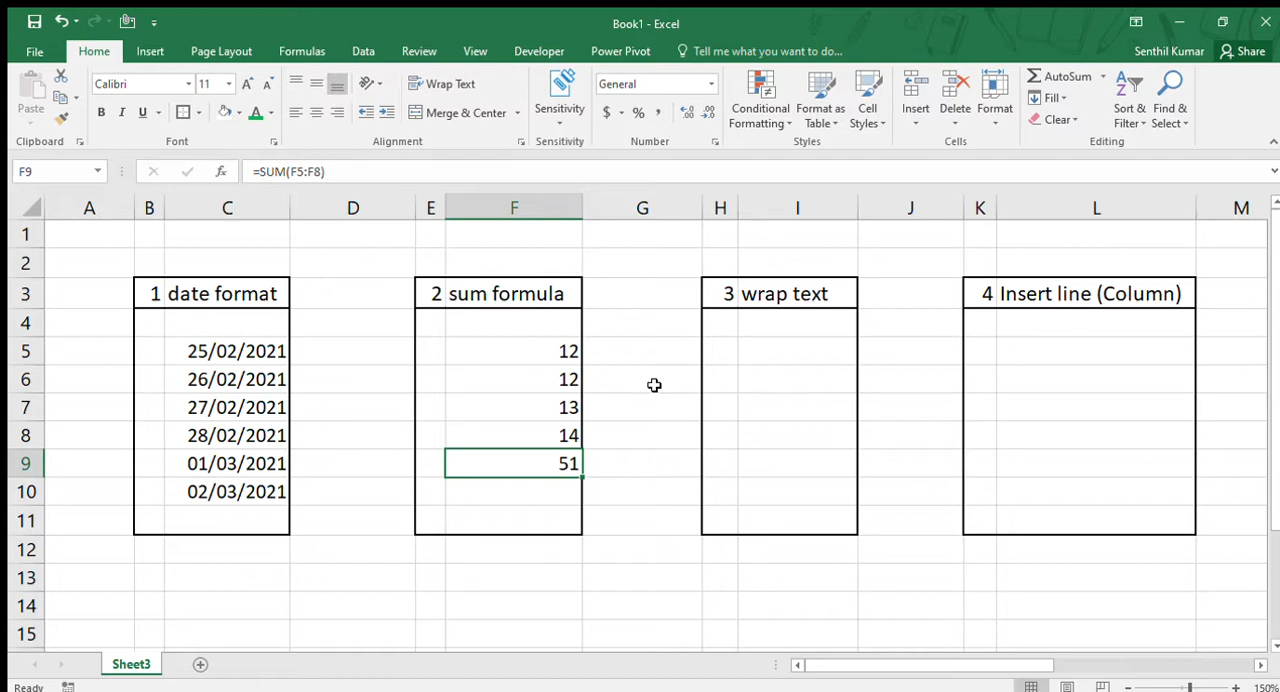 Book1 - Excel
Senthil Kumar
Share
File Home Insert Page Layout Formulas Data Review View Developer Power Pivot Tell me what you want to do...
Paste
Clipboard
Calibri 11
B I U A
Font
Wrap Text
Merge & Center
Alignment
Sensitivity
Sensitivity
General
$ % ,
Number
Conditional Formatting
Format as Table
Cell Styles
Styles
Insert Delete Format
Cells
AutoSum
Fill
Clear
Sort & Filter
Find & Select
Editing
F9 fx =SUM(F5:F8)
A B C D E F G H I J K L M
1
2
3 1 date format 2 sum formula 3 wrap text 4 Insert line (Column)
4
5 25/02/2021 12
6 26/02/2021 12
7 27/02/2021 13
8 28/02/2021 14
9 01/03/2021 51
10 02/03/2021
11
12
13
14
15
Sheet3
Ready 150%